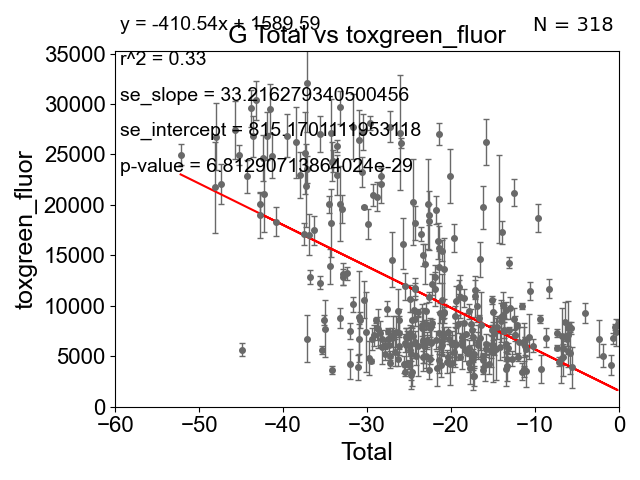 y = -410.54x + 1589.59
N = 318
G Total vs toxgreen_fluor
r^2 = 0.33
se_slope = 33.216279340500456
se_intercept = 815.1701111953118
p-value = 6.81290713864024e-29
toxgreen_fluor
35000
30000
25000
20000
15000
10000
5000
0
−60
−50
−40
−30
−20
−10
0
Total